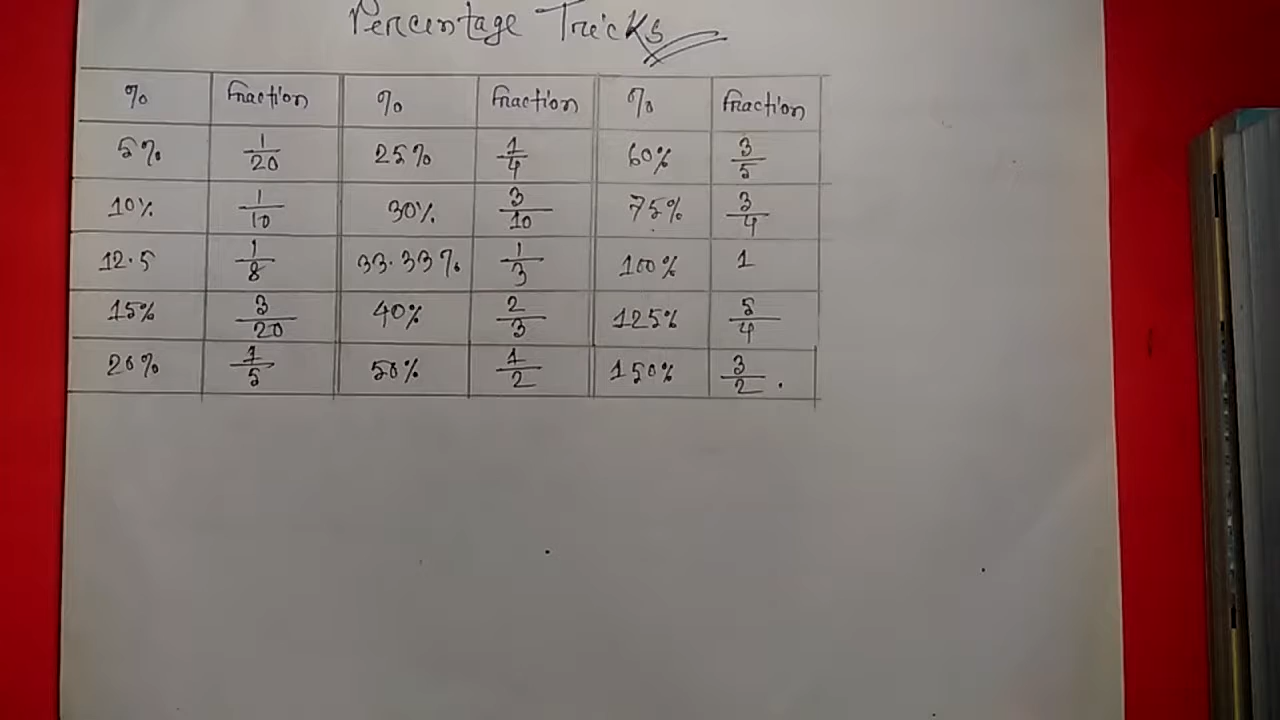 Percentage Tricks
% fraction % fraction % fraction
5% 1/20 25% 1/4 60% 3/5
10% 1/10 30% 3/10 75% 3/4
12.5 1/8 33.33% 1/3 100% 1
15% 3/20 40% 2/3 125% 5/4
20% 1/5 50% 1/2 150% 3/2.